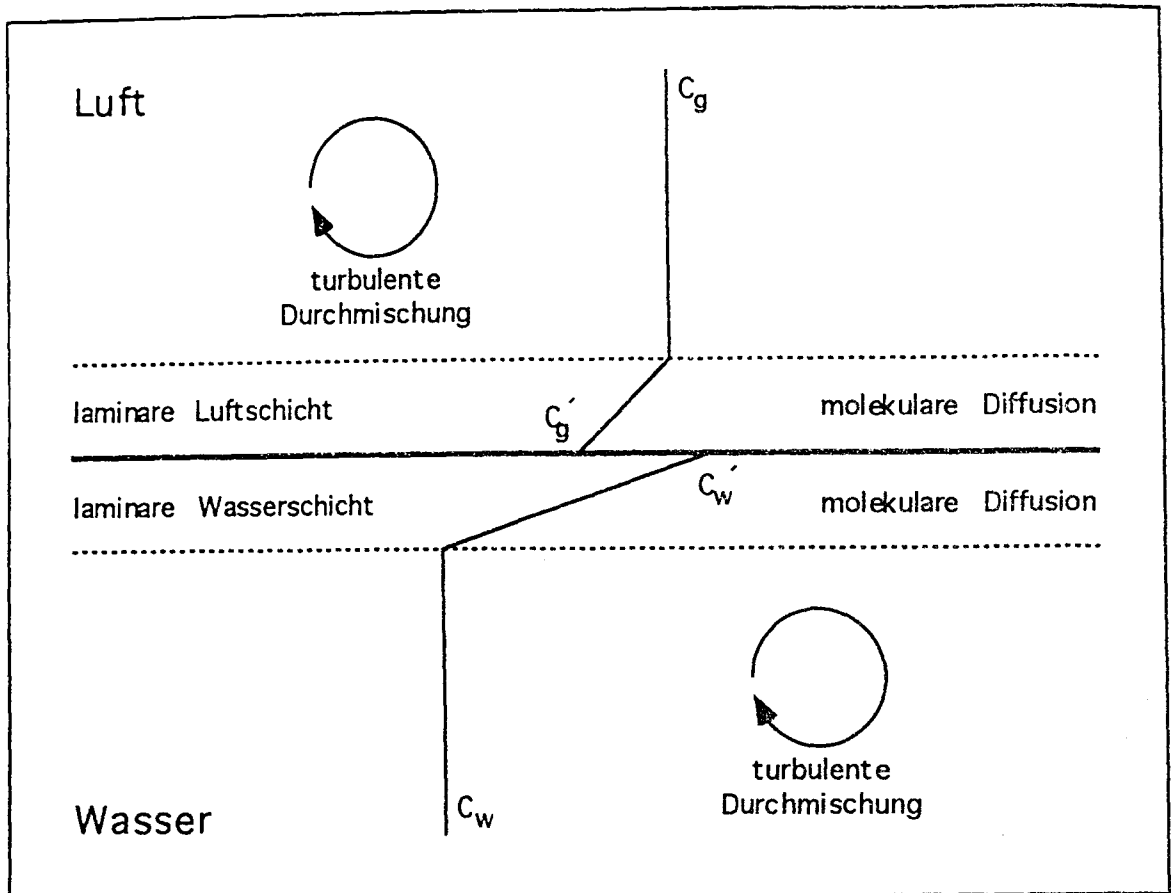 Luft
C_g
turbulente
Durchmischung
laminare Luftschicht
C_g´
molekulare Diffusion
laminare Wasserschicht
C_w´
molekulare Diffusion
turbulente
Durchmischung
C_w
Wasser